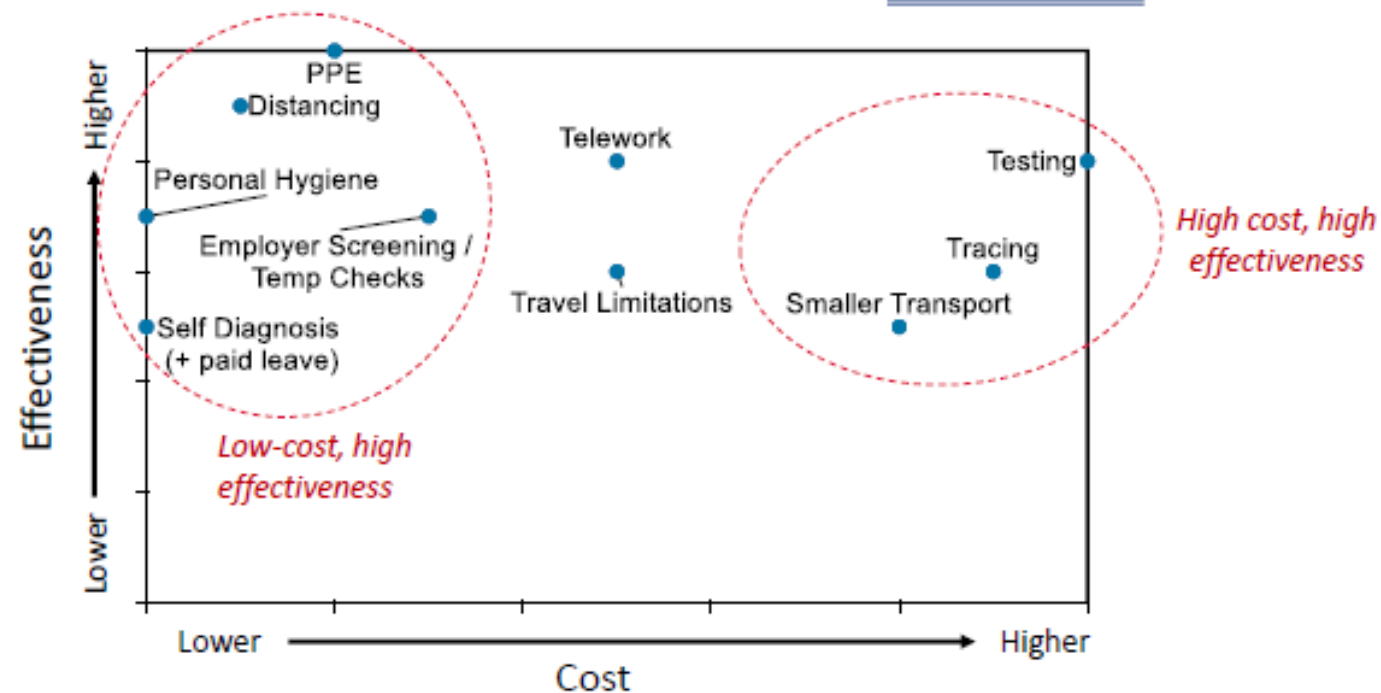 Higher
PPE
Distancing
Telework
Testing
Personal Hygiene
High cost, high
effectiveness
Employer Screening /
Temp Checks
Tracing
Travel Limitations
Smaller Transport
Self Diagnosis
(+ paid leave)
Effectiveness
Low-cost, high
effectiveness
Lower
Lower
Higher
Cost